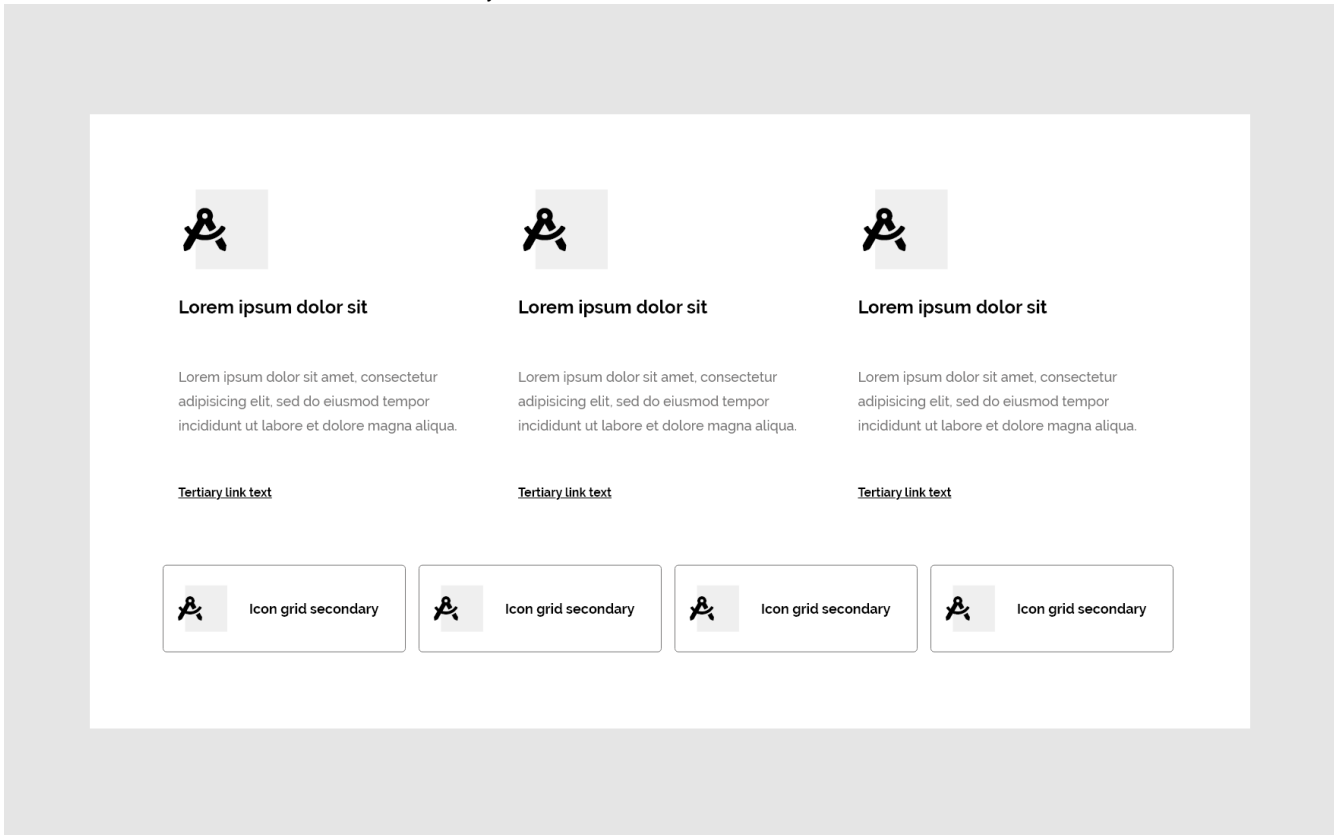 Lorem ipsum dolor sit
Lorem ipsum dolor sit amet, consectetur
adipisicing elit, sed do eiusmod tempor
incididunt ut labore et dolore magna aliqua.
Tertiary link text
Lorem ipsum dolor sit
Lorem ipsum dolor sit amet, consectetur
adipisicing elit, sed do eiusmod tempor
incididunt ut labore et dolore magna aliqua.
Tertiary link text
Lorem ipsum dolor sit
Lorem ipsum dolor sit amet, consectetur
adipisicing elit, sed do eiusmod tempor
incididunt ut labore et dolore magna aliqua.
Tertiary link text
Icon grid secondary
Icon grid secondary
Icon grid secondary
Icon grid secondary